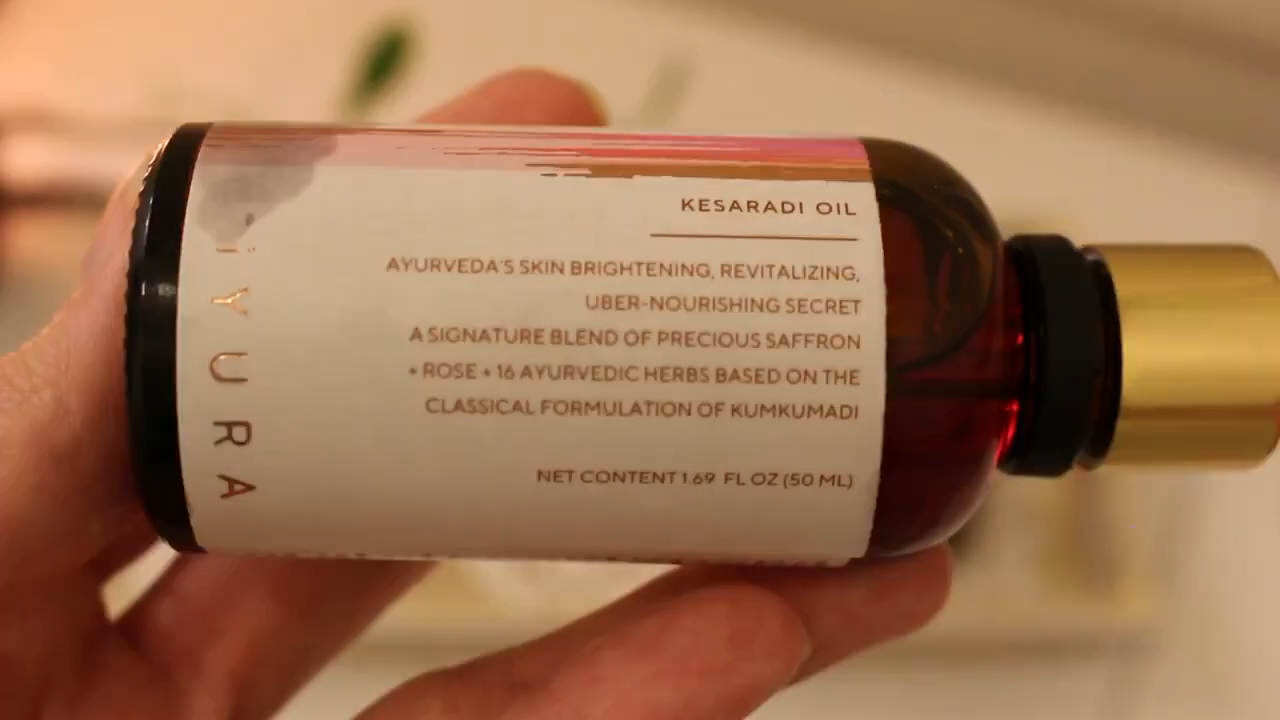 KESARADI OIL
AYURVEDA'S SKIN BRIGHTENING, REVITALIZING,
UBER-NOURISHING SECRET
A SIGNATURE BLEND OF PRECIOUS SAFFRON
+ ROSE + 16 AYURVEDIC HERBS BASED ON THE
CLASSICAL FORMULATION OF KUMKUMADI
NET CONTENT 1.69 FL OZ (50 ML)
iYURA